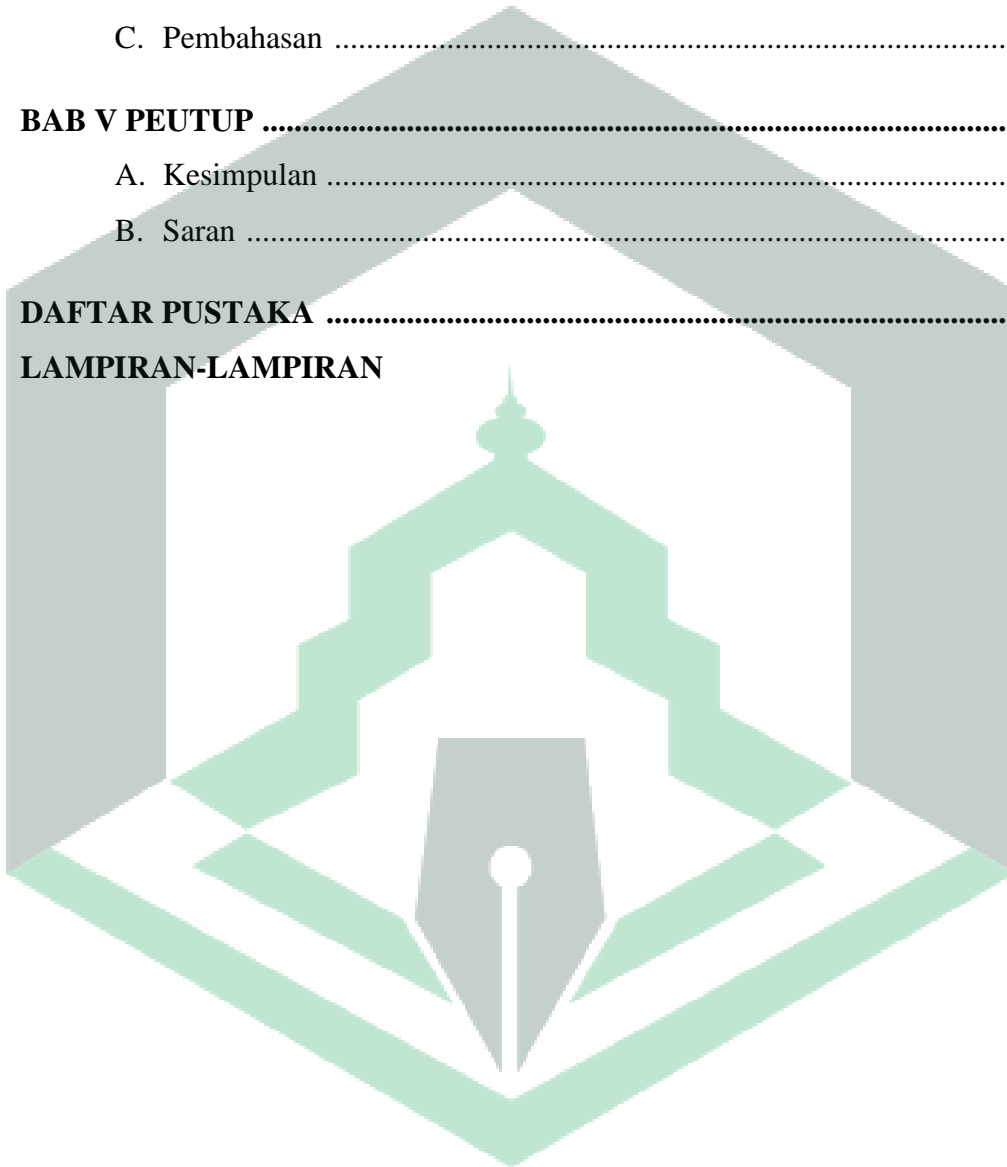 C. Pembahasan ....................................................................................
BAB V PEUTUP ..............................................................................................
A. Kesimpulan .....................................................................................
B. Saran ...............................................................................................
DAFTAR PUSTAKA ......................................................................................
LAMPIRAN-LAMPIRAN